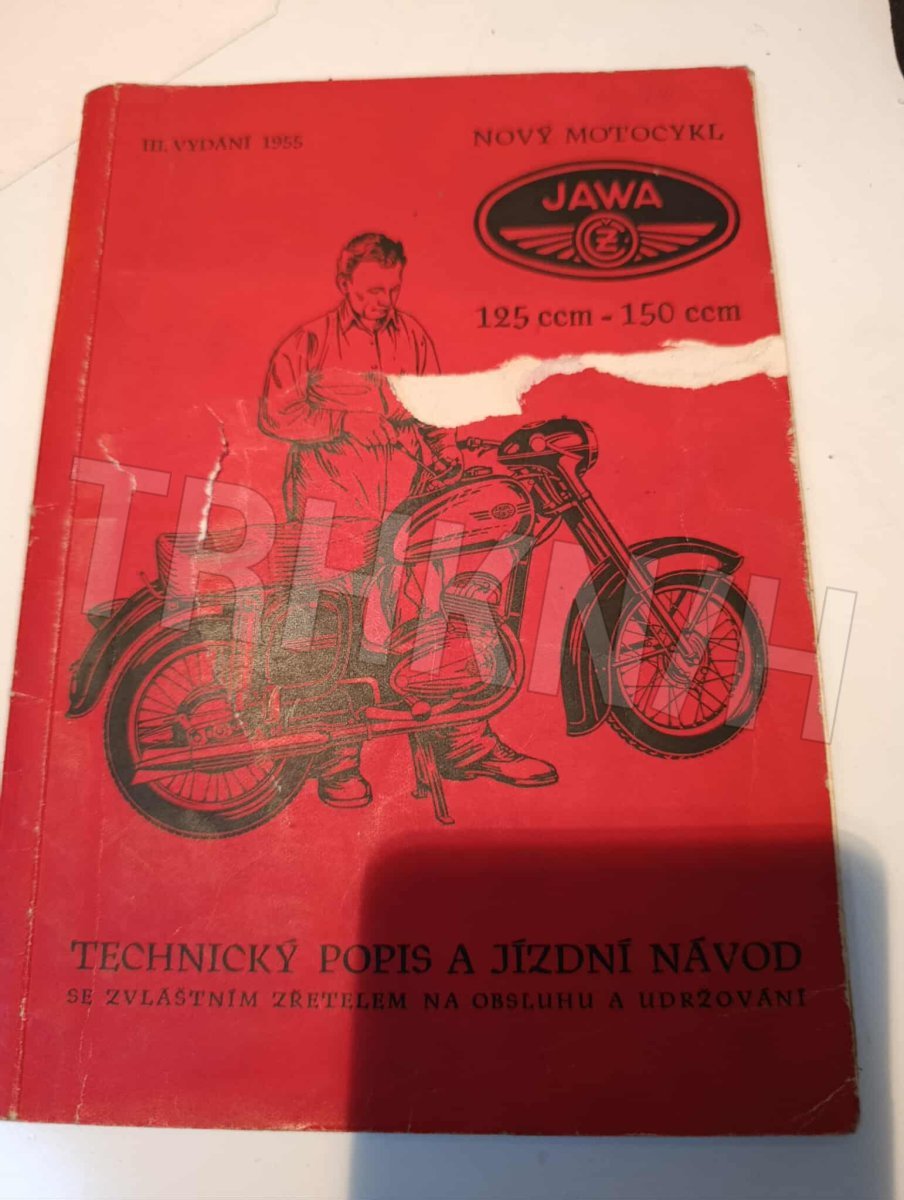 III. VYDÁNÍ 1955
NOVÝ MOTOCYKL
JAWA
ČZ
125 ccm - 150 ccm
TRHKNIH
TECHNICKÝ POPIS A JÍZDNÍ NÁVOD
SE ZVLÁŠTNÍM ZŘETELEM NA OBSLUHU A UDRŽOVÁNÍ